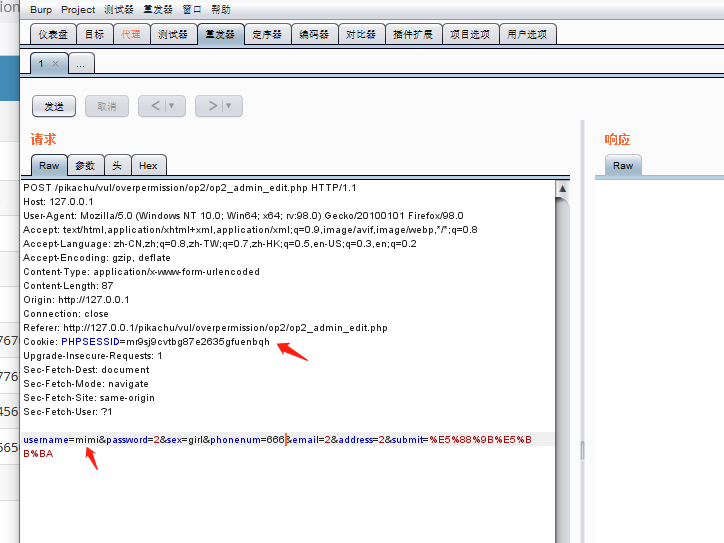 ion
Burp Project 测试器 重发器 窗口 帮助
仪表盘 目标 代理 测试器 重发器 定序器 编码器 对比器 插件扩展 项目选项 用户选项
1 × ...
发送 取消 < ▼ > ▼
请求 响应
Raw 参数 头 Hex Raw
POST /pikachu/vul/overpermission/op2/op2_admin_edit.php HTTP/1.1
Host: 127.0.0.1
User-Agent: Mozilla/5.0 (Windows NT 10.0; Win64; x64; rv:98.0) Gecko/20100101 Firefox/98.0
Accept: text/html,application/xhtml+xml,application/xml;q=0.9,image/avif,image/webp,*/*;q=0.8
Accept-Language: zh-CN,zh;q=0.8,zh-TW;q=0.7,zh-HK;q=0.5,en-US;q=0.3,en;q=0.2
Accept-Encoding: gzip, deflate
Content-Type: application/x-www-form-urlencoded
Content-Length: 87
Origin: http://127.0.0.1
Connection: close
Referer: http://127.0.0.1/pikachu/vul/overpermission/op2/op2_admin_edit.php
Cookie: PHPSESSID=mr9sj9cvtbg87e2635gfuenbqh
Upgrade-Insecure-Requests: 1
Sec-Fetch-Dest: document
Sec-Fetch-Mode: navigate
Sec-Fetch-Site: same-origin
Sec-Fetch-User: ?1
username=mimi&password=2&sex=girl&phonenum=666&email=2&address=2&submit=%E5%88%9B%E5%B
B%BA
767
776
456
565